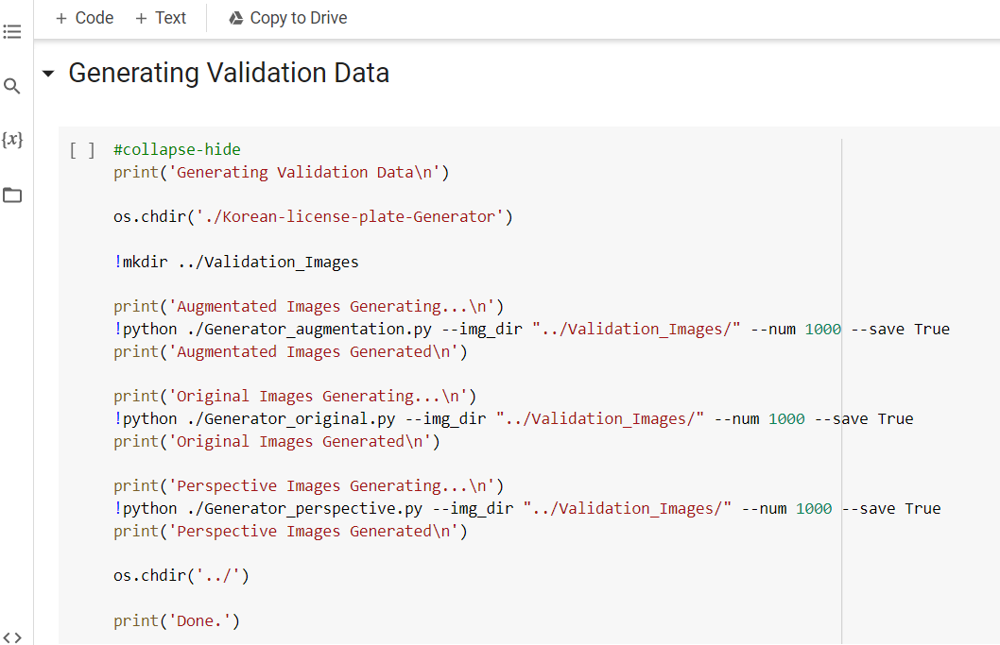 + Code + Text Copy to Drive
Generating Validation Data
{x}
[ ] #collapse-hide
print('Generating Validation Data\n')
os.chdir('./Korean-license-plate-Generator')
!mkdir ../Validation_Images
print('Augmentated Images Generating...\n')
!python ./Generator_augmentation.py --img_dir "../Validation_Images/" --num 1000 --save True
print('Augmentated Images Generated\n')
print('Original Images Generating...\n')
!python ./Generator_original.py --img_dir "../Validation_Images/" --num 1000 --save True
print('Original Images Generated\n')
print('Perspective Images Generating...\n')
!python ./Generator_perspective.py --img_dir "../Validation_Images/" --num 1000 --save True
print('Perspective Images Generated\n')
os.chdir('../')
print('Done.')
<>